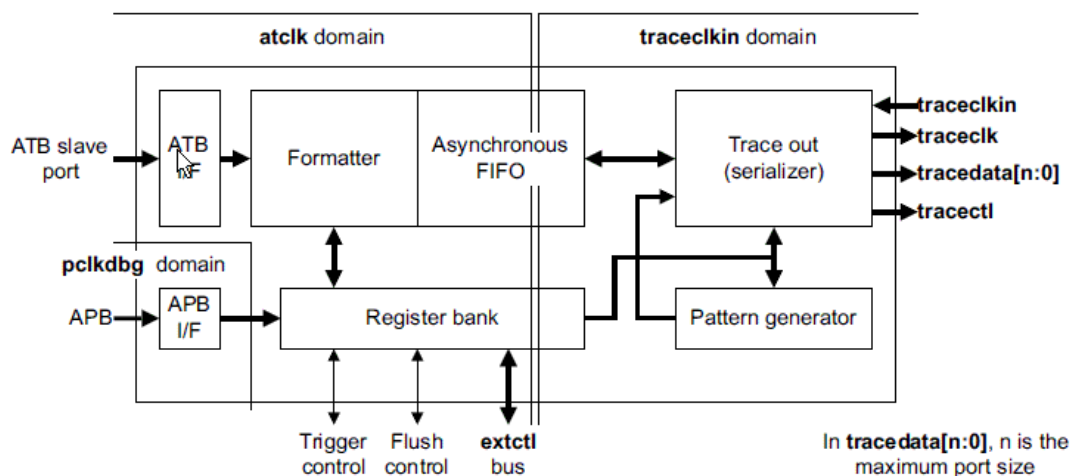 atclk domain
traceclkin domain
ATB slave
port
ATB
I/F
Formatter
Asynchronous
FIFO
Trace out
(serializer)
traceclkin
traceclk
tracedata[n:0]
tracectl
pclkdbg domain
APB
APB
I/F
Register bank
Pattern generator
Trigger
control
Flush
control
extctl
bus
In tracedata[n:0], n is the
maximum port size